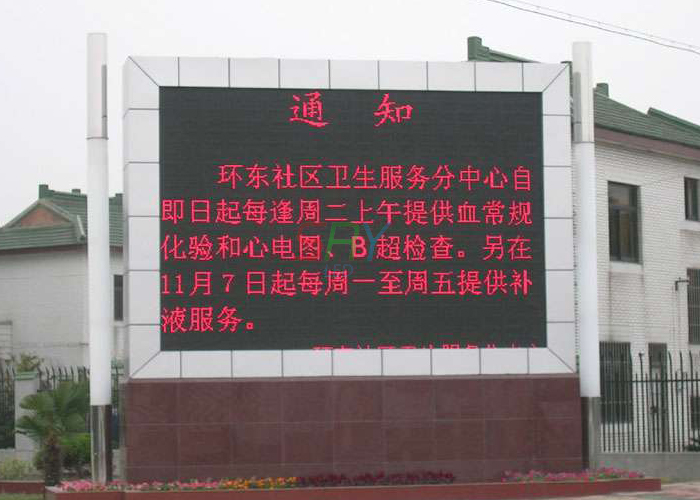 通 知
环东社区卫生服务分中心自
即日起每逢周二上午提供血常规
化验和心电图、B超检查。另在
11月7日起每周一至周五提供补
液服务。